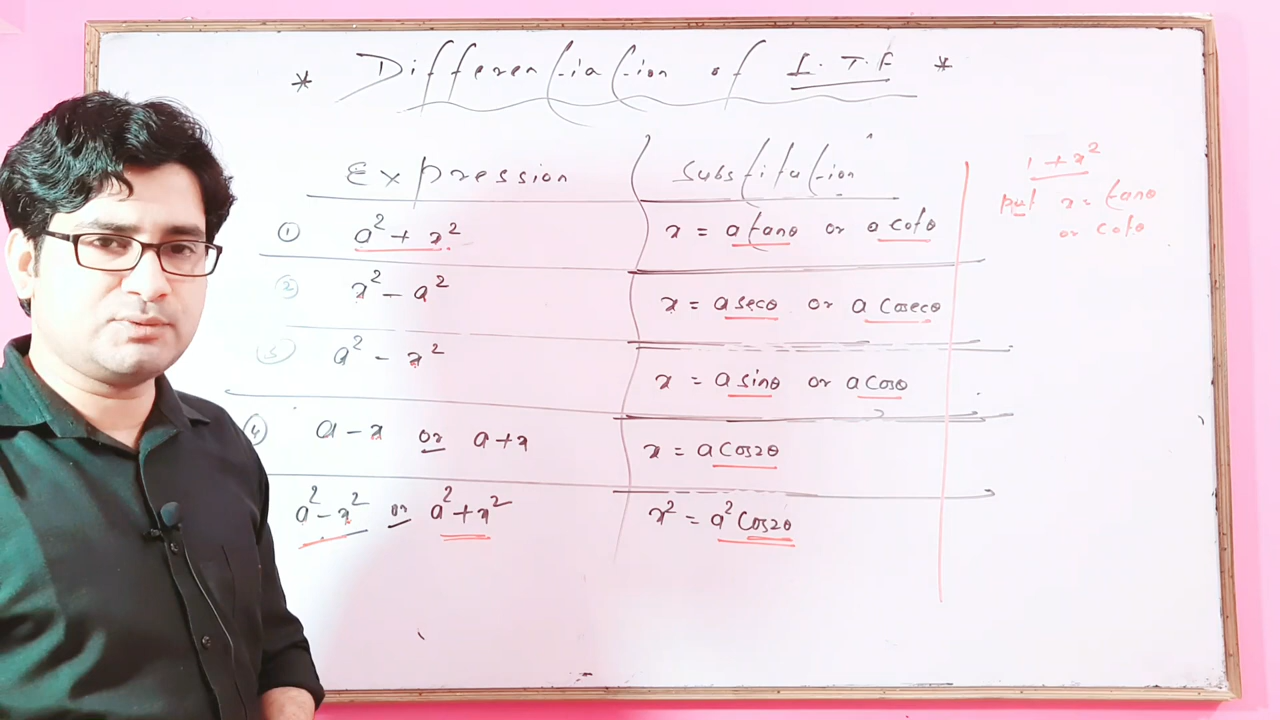 * Differentiation of I.T.F *
Expression Substitution
① a²+x² x = a tanθ or a cotθ
② x²-a² x = a secθ or a cosecθ
③ a²-x² x = a sinθ or a cosθ
④ a-x or a+x x = a cos2θ
a²-x² or a²+x² x² = a² cos2θ
1+x²
put x = tanθ
or cotθ